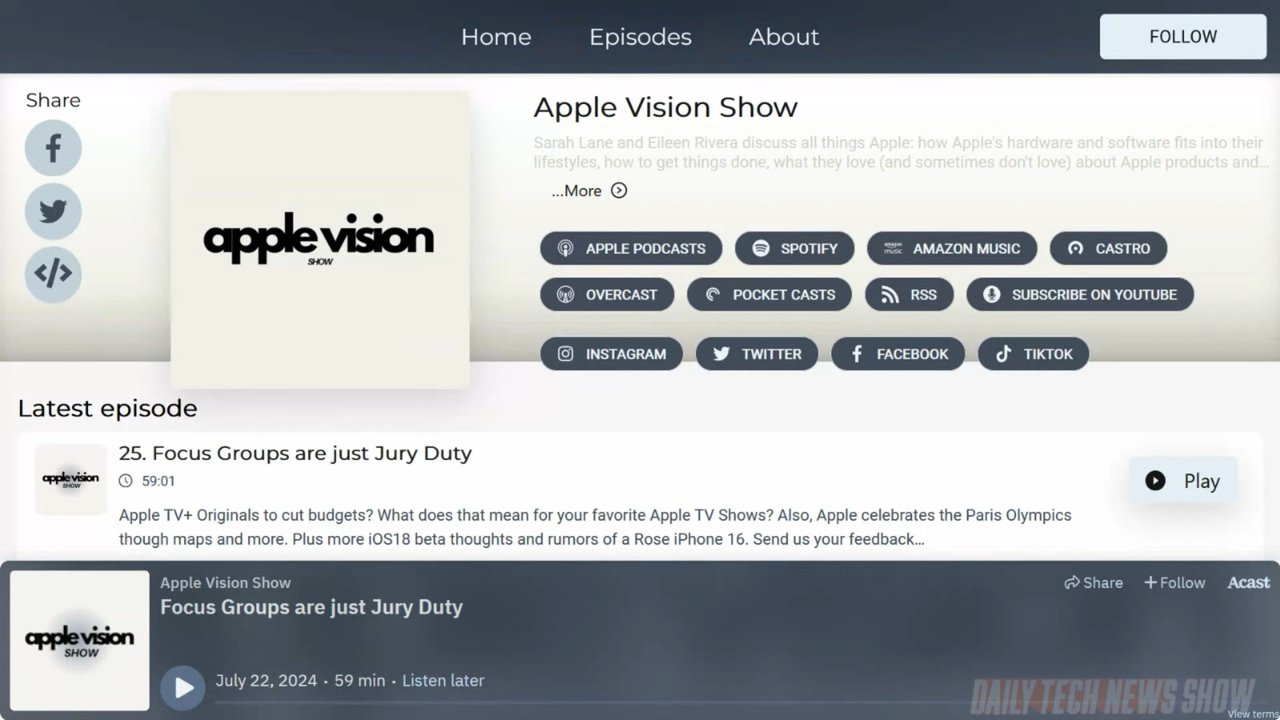 Home Episodes About FOLLOW
Share
apple vision
SHOW
Apple Vision Show
Sarah Lane and Eileen Rivera discuss all things Apple: how Apple's hardware and software fits into their
lifestyles, how to get things done, what they love (and sometimes don't love) about Apple products and...
...More
APPLE PODCASTS SPOTIFY amazon music AMAZON MUSIC CASTRO
OVERCAST POCKET CASTS RSS SUBSCRIBE ON YOUTUBE
INSTAGRAM TWITTER FACEBOOK TIKTOK
Latest episode
apple vision
SHOW
25. Focus Groups are just Jury Duty
59:01
Apple TV+ Originals to cut budgets? What does that mean for your favorite Apple TV Shows? Also, Apple celebrates the Paris Olympics
though maps and more. Plus more iOS18 beta thoughts and rumors of a Rose iPhone 16. Send us your feedback...
Play
apple vision
SHOW
Apple Vision Show
Focus Groups are just Jury Duty
Share +Follow Acast
July 22, 2024 · 59 min · Listen later
DAILY TECH NEWS SHOW
View terms